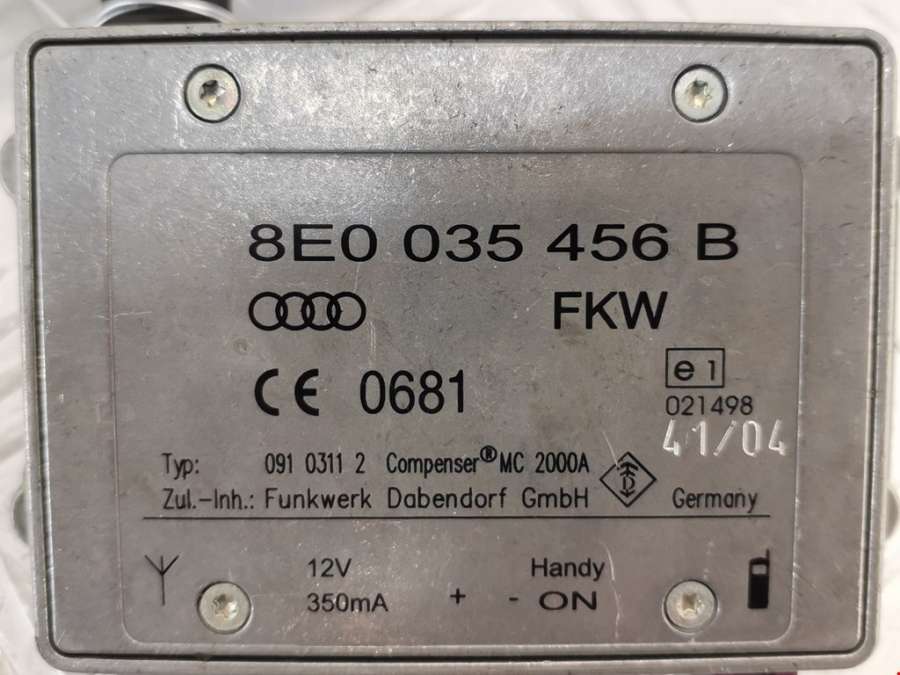 8E0 035 456 B
FKW
CE 0681
e 1
021498
41/04
Typ: 091 0311 2 Compenser® MC 2000A
Zul.-Inh.: Funkwerk Dabendorf GmbH Germany
12V Handy
350mA + - ON